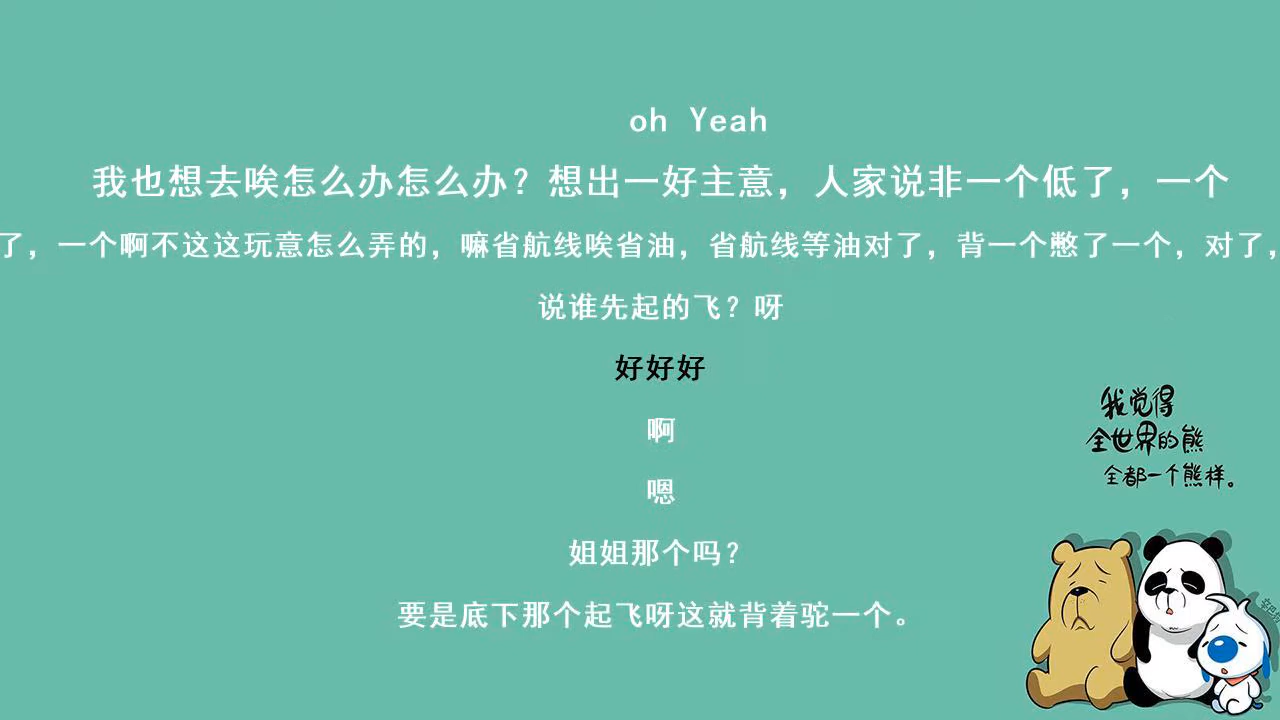 oh Yeah
我也想去唉怎么办怎么办？想出一好主意，人家说非一个低了，一个
了，一个啊不这这玩意怎么弄的，嘛省航线唉省油，省航线等油对了，背一个憋了一个，对了，
说谁先起的飞？呀
好好好
啊
嗯
姐姐那个吗？
要是底下那个起飞呀这就背着驼一个。
我觉得
全世界的熊
全都一个熊样。